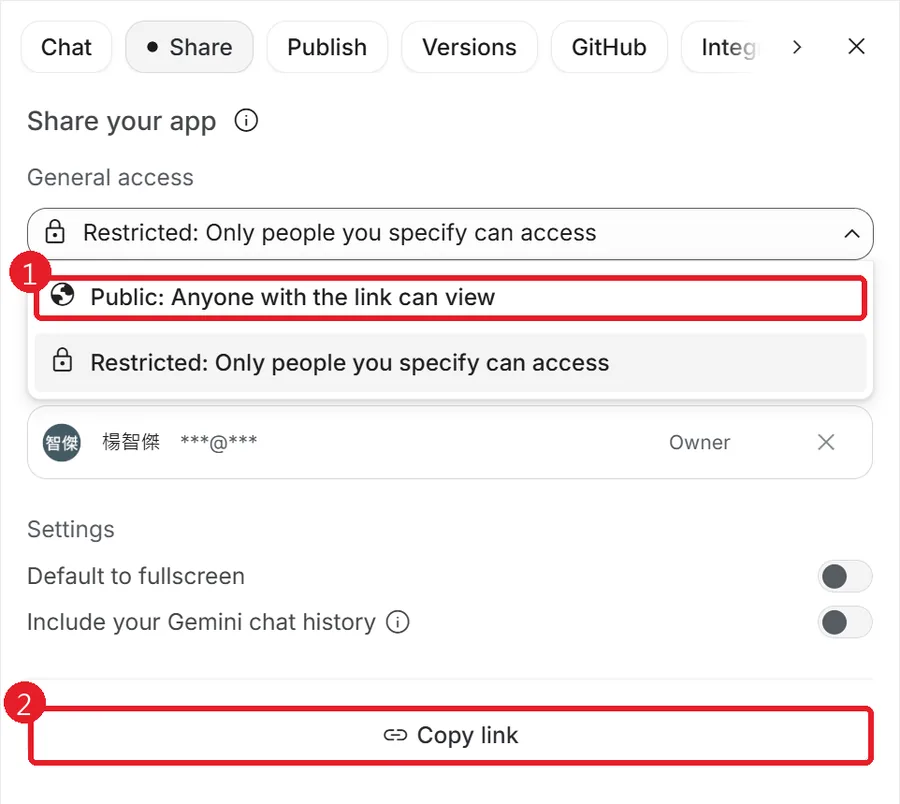 Chat Share Publish Versions GitHub
Share your app
General access
Restricted: Only people you specify can access
1
Public: Anyone with the link can view
Restricted: Only people you specify can access
智傑 楊智傑 ***@*** Owner
Settings
Default to fullscreen
Include your Gemini chat history
2
Copy link